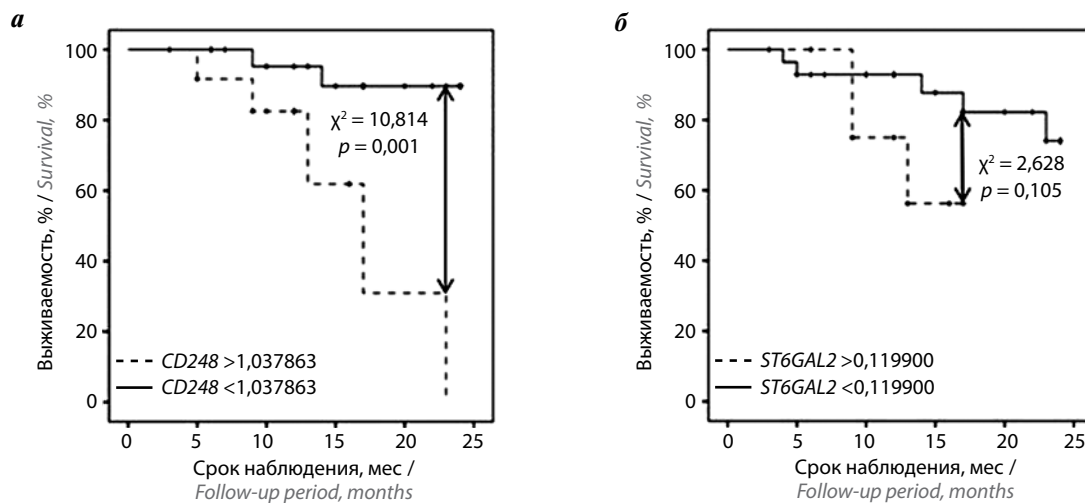 а
100
80
60
40
20
0
Выживаемость, % / Survival, %
χ² = 10,814
p = 0,001
CD248 >1,037863
CD248 <1,037863
0 5 10 15 20 25
Срок наблюдения, мес /
Follow-up period, months
б
100
80
60
40
20
0
Выживаемость, % / Survival, %
χ² = 2,628
p = 0,105
ST6GAL2 >0,119900
ST6GAL2 <0,119900
0 5 10 15 20 25
Срок наблюдения, мес /
Follow-up period, months